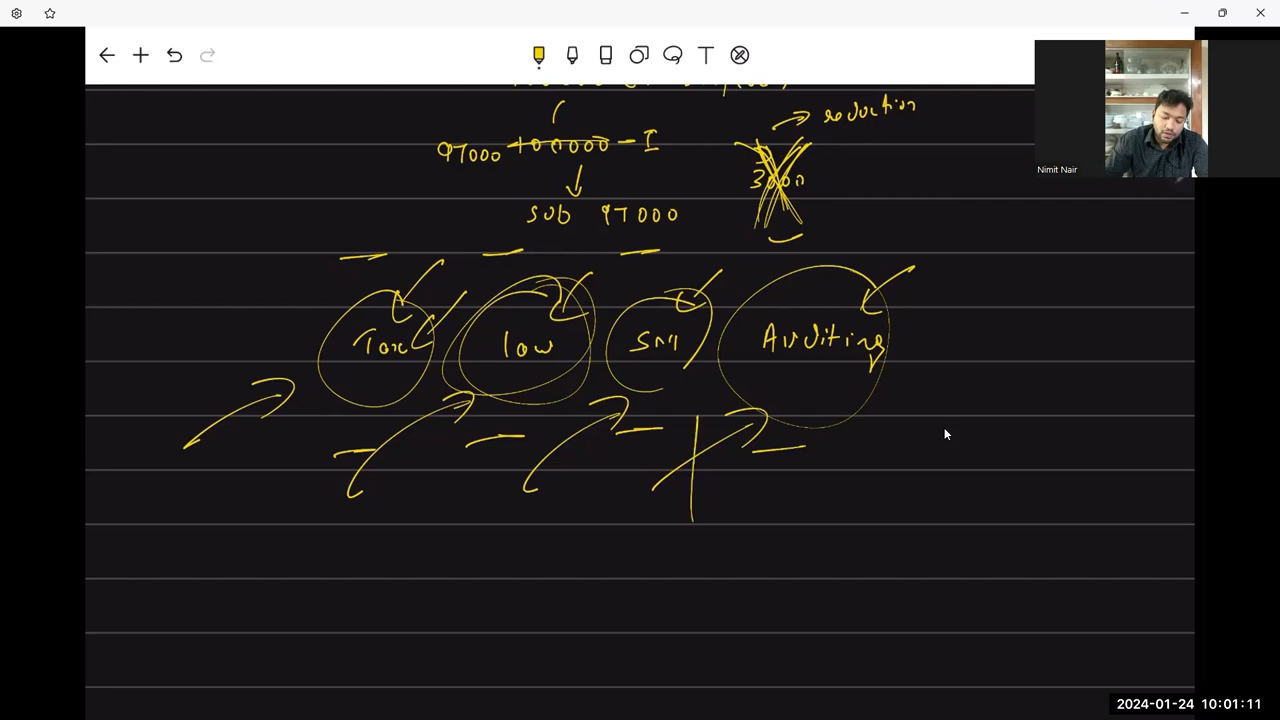 reduction
97000 100000 - I
300n
Sub 97000
Tax law Sm Auditing
Nimit Nair
2024-01-24 10:01:11